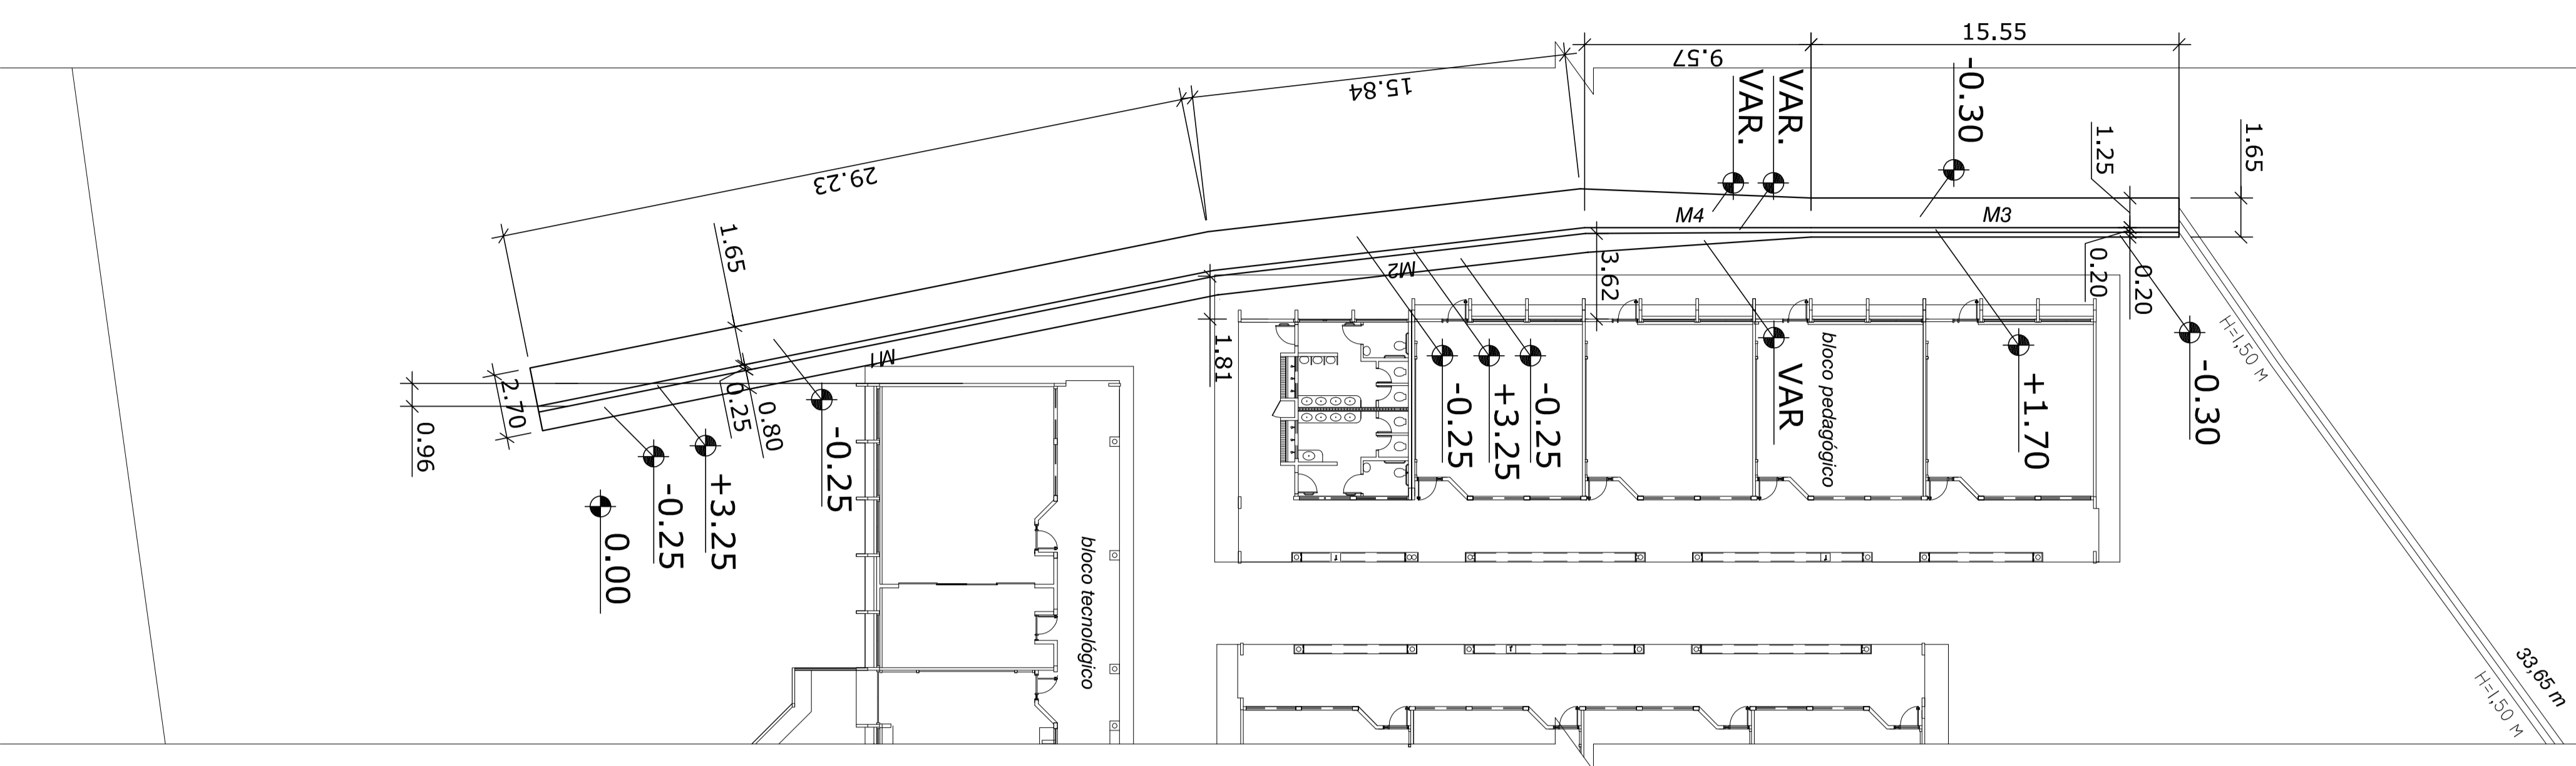 15.55
9.57
15.84
29.23
VAR.
VAR.
-0.30
1.25
1.65
M4
M3
1.65
M2
3.62
0.20
0.20
1.81
M1
0.25
0.80
2.70
0.96
-0.25
-0.25
+3.25
-0.25
VAR
bloco pedagógico
+1.70
-0.30
H=1,50 M
-0.25
+3.25
0.00
bloco tecnológico
33,65 m
H=1,50 M